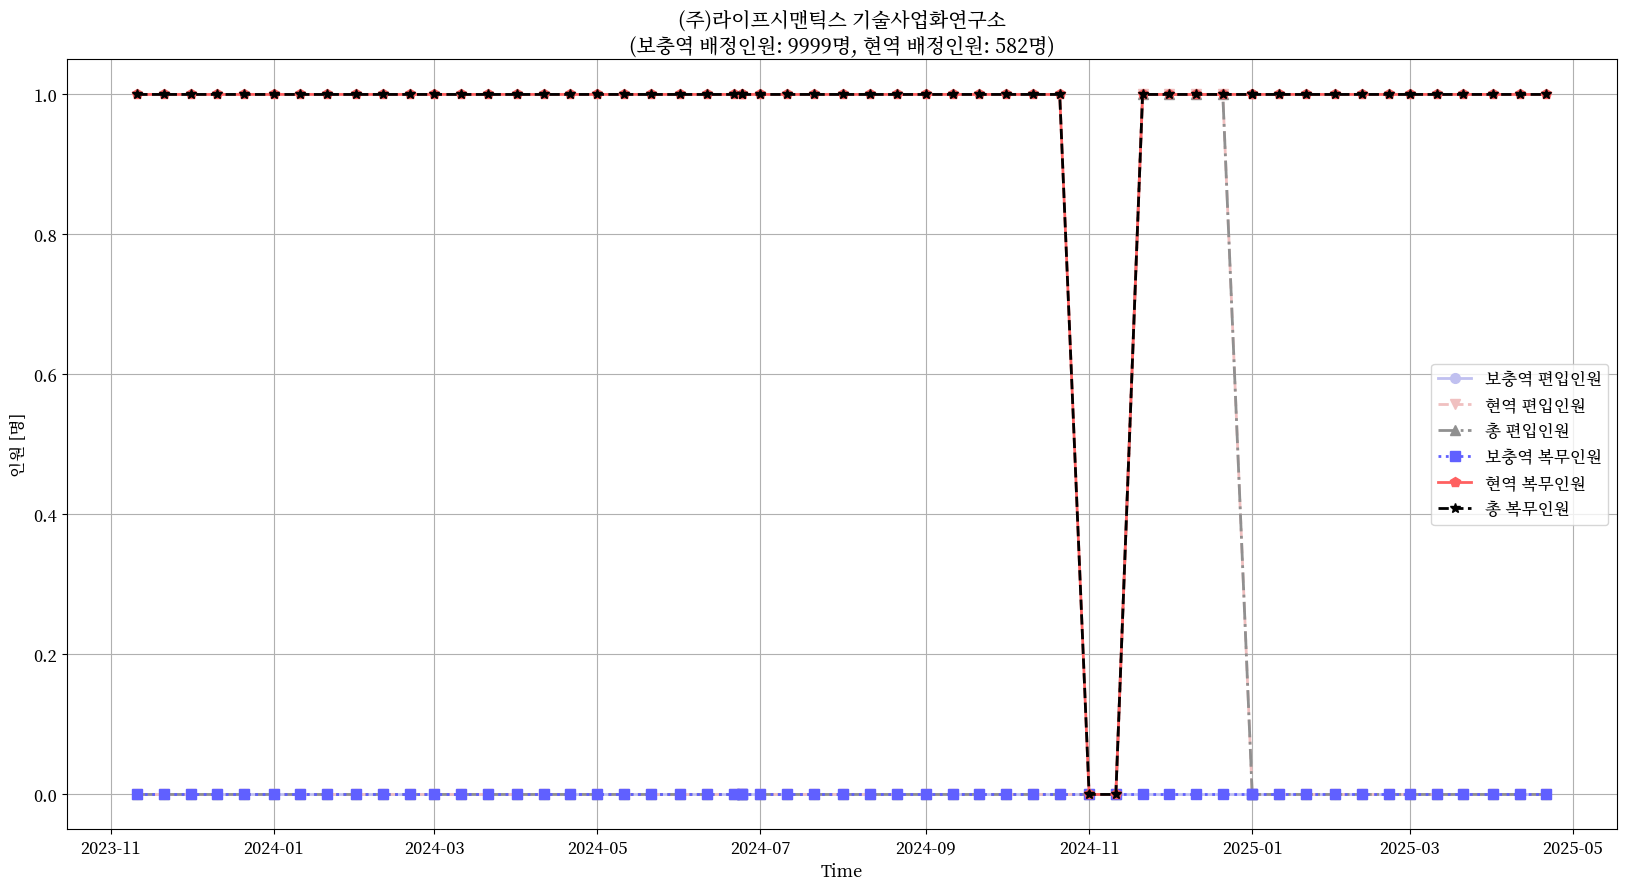 (주)라이프시맨틱스 기술사업화연구소
(보충역 배정인원: 9999명, 현역 배정인원: 582명)
1.0
0.8
0.6
0.4
0.2
0.0
인원 [명]
보충역 편입인원
현역 편입인원
총 편입인원
보충역 복무인원
현역 복무인원
총 복무인원
2023-11 2024-01 2024-03 2024-05 2024-07 2024-09 2024-11 2025-01 2025-03 2025-05
Time